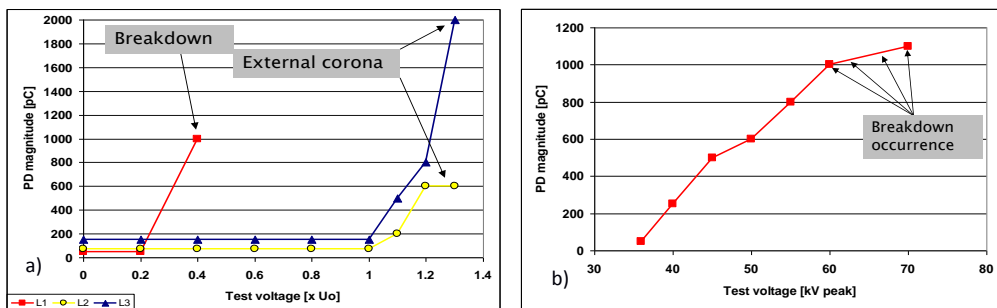 2000
1800
1600
1400
1200
1000
800
600
400
200
0
PD magnitude [pC]
Breakdown
External corona
a)
0 0.2 0.4 0.6 0.8 1 1.2 1.4
Test voltage [x Uo]
L1 L2 L3
1200
1000
800
600
400
200
0
PD magnitude [pC]
Breakdown
occurrence
b)
30 40 50 60 70 80
Test voltage [kV peak]